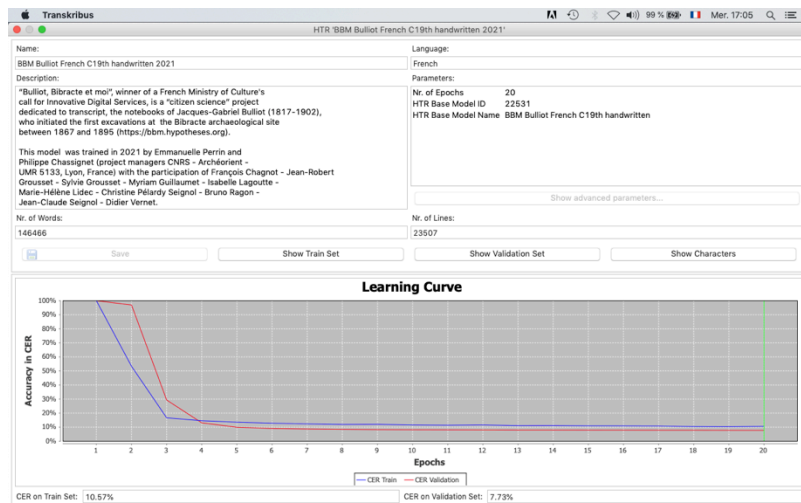 Transkribus
99 %
Mer. 17:05
HTR 'BBM Bulliot French C19th handwritten 2021'
Name:
BBM Bulliot French C19th handwritten 2021
Language:
French
Description:
"Bulliot, Bibracte et moi", winner of a French Ministry of Culture's
call for Innovative Digital Services, is a "citizen science" project
dedicated to transcript, the notebooks of Jacques-Gabriel Bulliot (1817-1902),
who initiated the first excavations at the Bibracte archaeological site
between 1867 and 1895 (https://bbm.hypotheses.org).
This model was trained in 2021 by Emmanuelle Perrin and
Philippe Chassignet (project managers CNRS - Archéorient -
UMR 5133, Lyon, France) with the participation of François Chagnot - Jean-Robert
Grousset - Sylvie Grousset - Myriam Guillaumet - Isabelle Lagoutte -
Marie-Hélène Lidec - Christine Pélardy Seignol - Bruno Ragon -
Jean-Claude Seignol - Didier Vernet.
Parameters:
Nr. of Epochs 20
HTR Base Model ID 22531
HTR Base Model Name BBM Bulliot French C19th handwritten
Show advanced parameters...
Nr. of Words:
146466
Nr. of Lines:
23507
Save
Show Train Set
Show Validation Set
Show Characters
Learning Curve
Accuracy in CER
100%
90%
80%
70%
60%
50%
40%
30%
20%
10%
0%
1 2 3 4 5 6 7 8 9 10 11 12 13 14 15 16 17 18 19 20
Epochs
CER Train CER Validation
CER on Train Set: 10.57%
CER on Validation Set: 7.73%